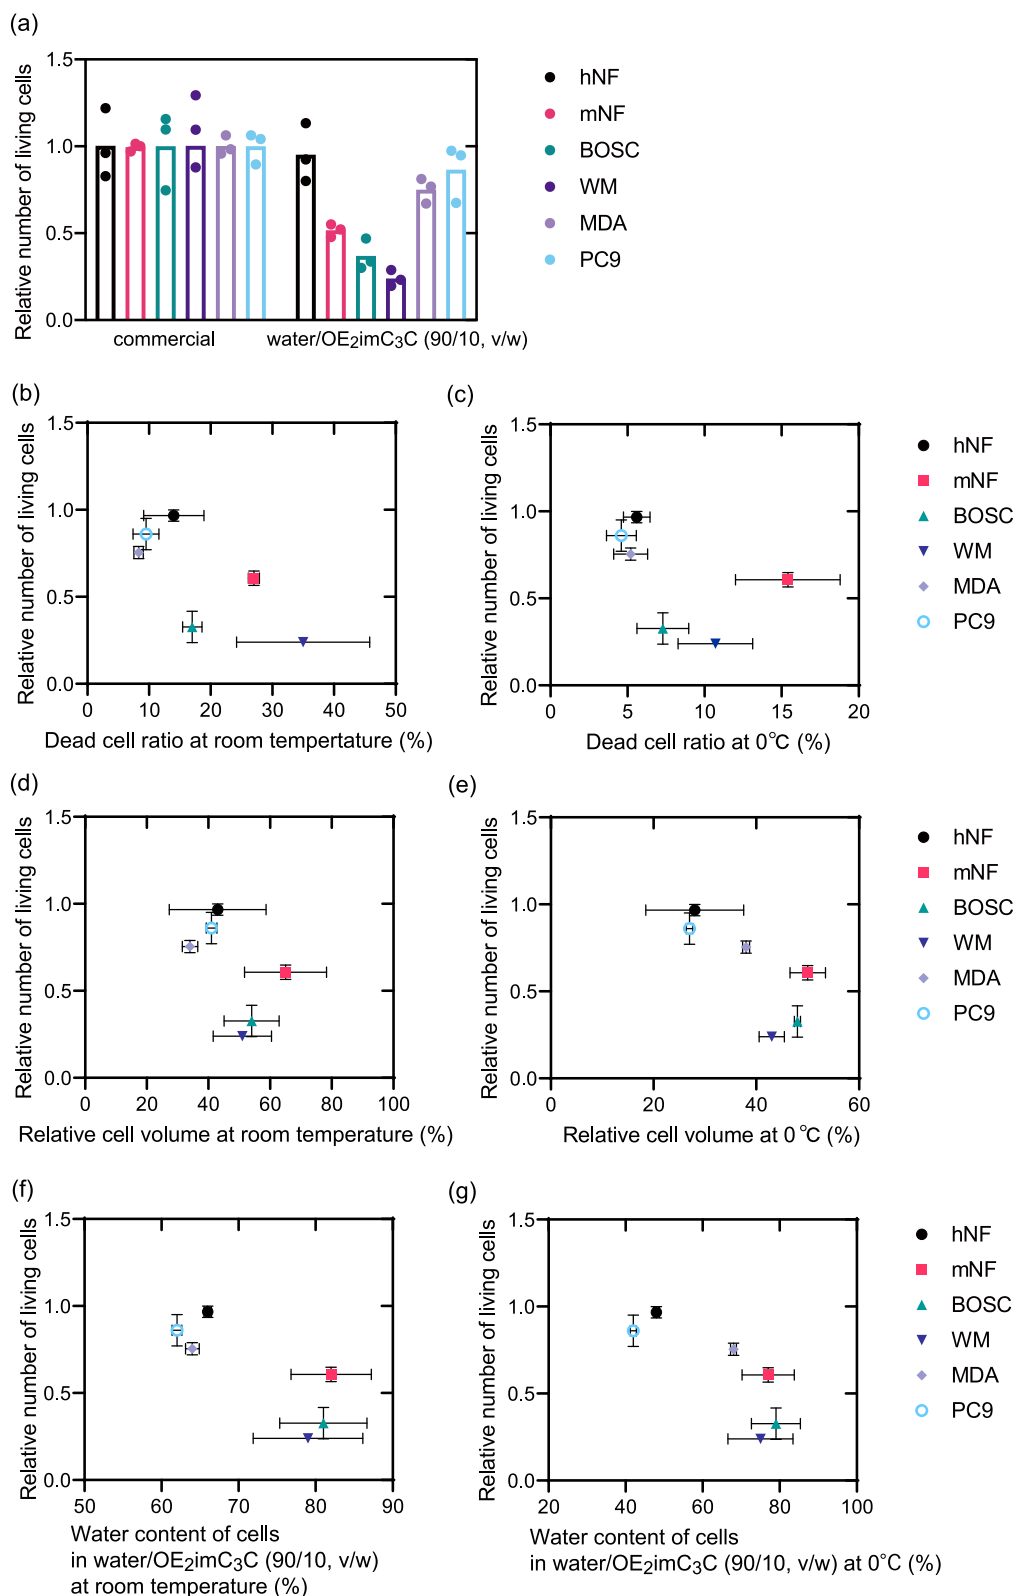 (a)
Relative number of living cells
1.5
1.0
0.5
0.0
commercial
water/OE₂imC₃C (90/10, v/w)
hNF
mNF
BOSC
WM
MDA
PC9
(b)
Relative number of living cells
1.5
1.0
0.5
0.0
0 10 20 30 40 50
Dead cell ratio at room tempertature (%)
(c)
Relative number of living cells
1.5
1.0
0.5
0.0
0 5 10 15 20
Dead cell ratio at 0°C (%)
hNF
mNF
BOSC
WM
MDA
PC9
(d)
Relative number of living cells
1.5
1.0
0.5
0.0
0 20 40 60 80 100
Relative cell volume at room temperature (%)
(e)
Relative number of living cells
1.5
1.0
0.5
0.0
0 20 40 60
Relative cell volume at 0°C (%)
hNF
mNF
BOSC
WM
MDA
PC9
(f)
Relative number of living cells
1.5
1.0
0.5
0.0
50 60 70 80 90
Water content of cells
in water/OE₂imC₃C (90/10, v/w)
at room temperature (%)
(g)
Relative number of living cells
1.5
1.0
0.5
0.0
20 40 60 80 100
Water content of cells
in water/OE₂imC₃C (90/10, v/w) at 0°C (%)
hNF
mNF
BOSC
WM
MDA
PC9